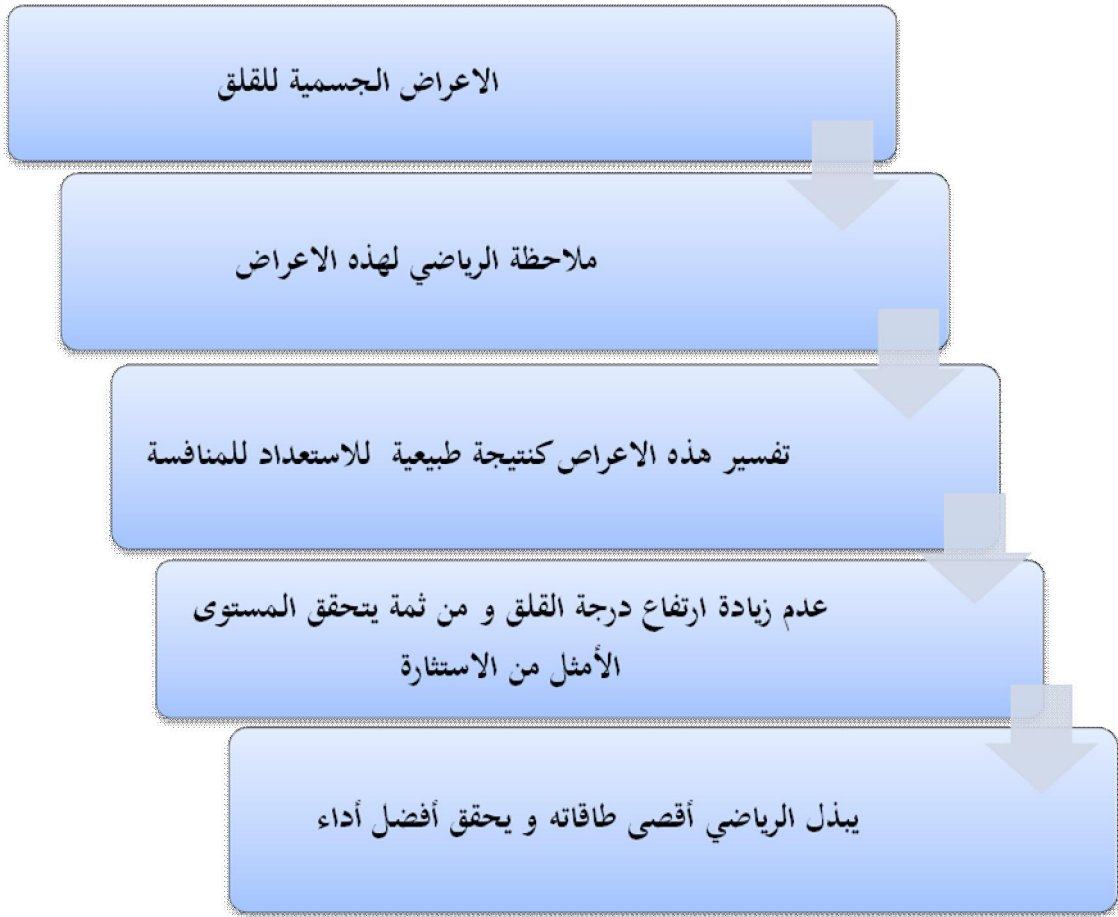 الاعراض الجسمية للقلق
ملاحظة الرياضي لهذه الاعراض
تفسير هذه الاعراص كنتيجة طبيعية للاستعداد للمنافسة
عدم زيادة ارتفاع درجة القلق و من ثمة يتحقق المستوى
الأمثل من الاستثارة
يبذل الرياضي أقصى طاقاته و يحقق أفضل أداء